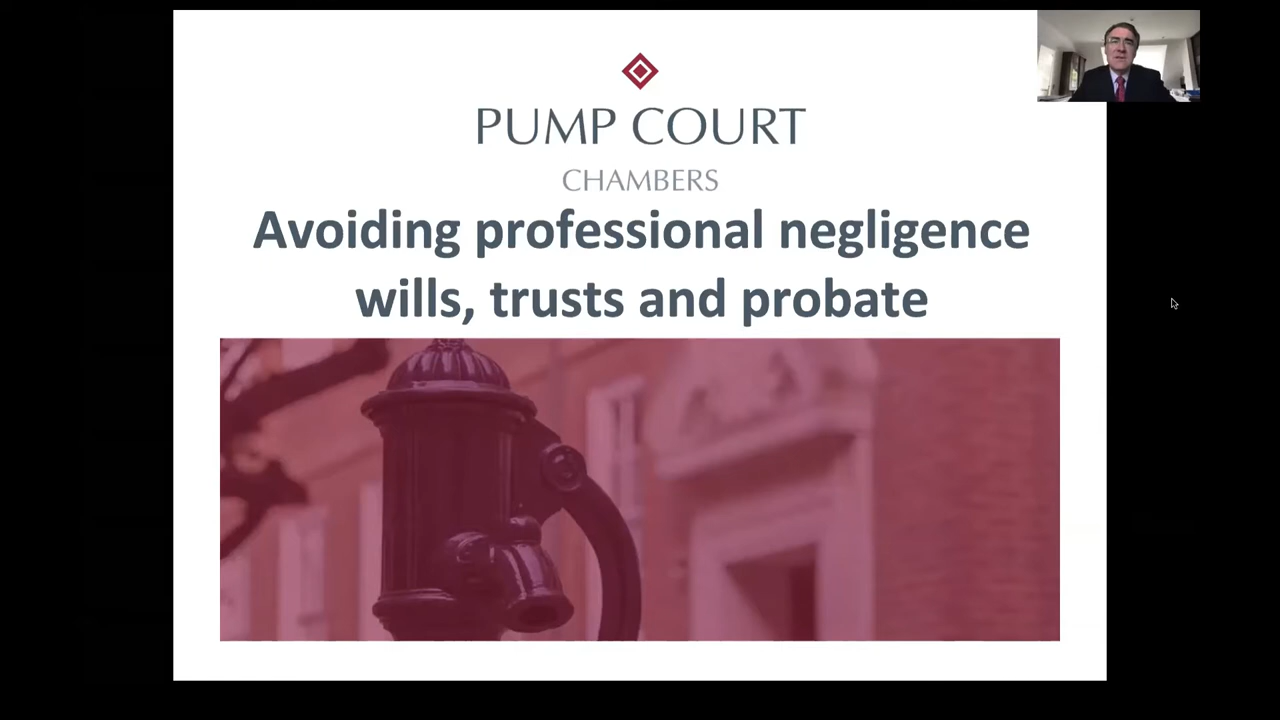 PUMP COURT
CHAMBERS
Avoiding professional negligence
wills, trusts and probate